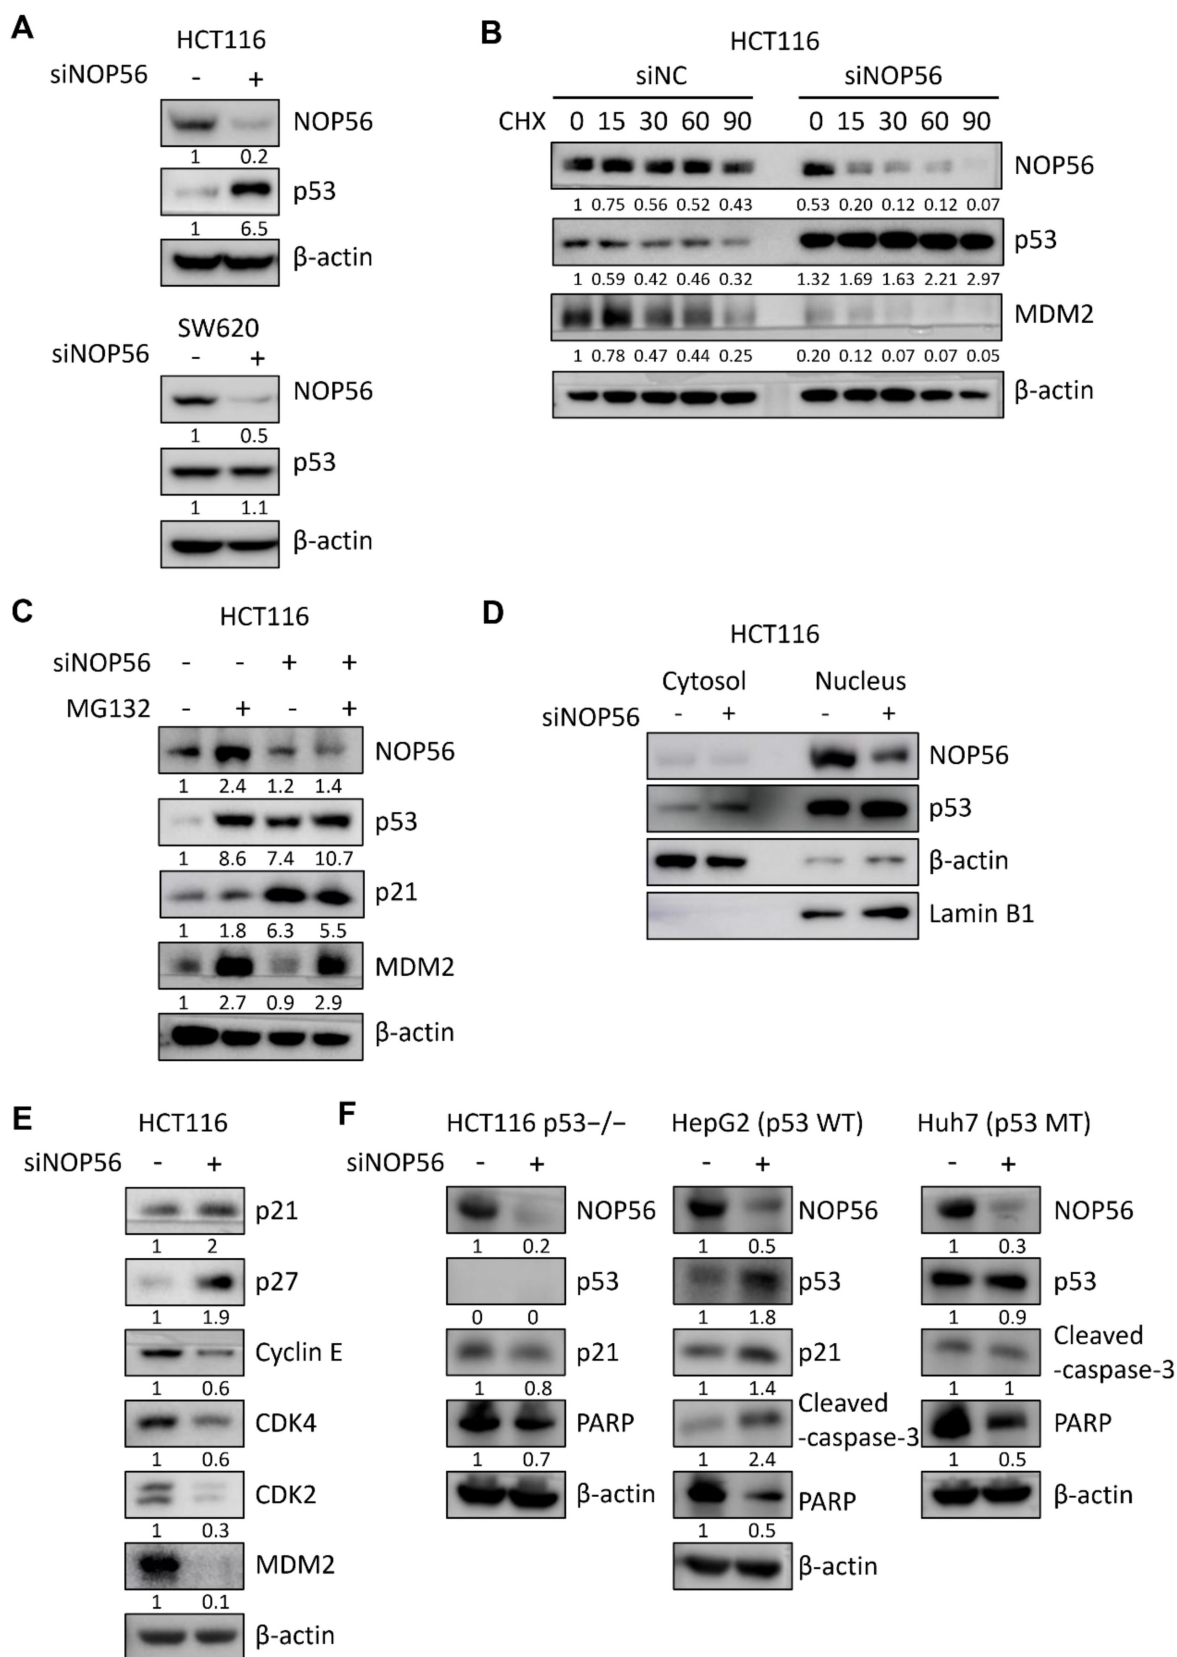 A
HCT116
siNOP56 - +
NOP56
1 0.2
p53
1 6.5
β-actin
SW620
siNOP56 - +
NOP56
1 0.5
p53
1 1.1
β-actin
B
HCT116
siNC siNOP56
CHX 0 15 30 60 90 0 15 30 60 90
NOP56
1 0.75 0.56 0.52 0.43 0.53 0.20 0.12 0.12 0.07
p53
1 0.59 0.42 0.46 0.32 1.32 1.69 1.63 2.21 2.97
MDM2
1 0.78 0.47 0.44 0.25 0.20 0.12 0.07 0.07 0.05
β-actin
C
HCT116
siNOP56 - - + +
MG132 - + - +
NOP56
1 2.4 1.2 1.4
p53
1 8.6 7.4 10.7
p21
1 1.8 6.3 5.5
MDM2
1 2.7 0.9 2.9
β-actin
D
HCT116
Cytosol Nucleus
siNOP56 - + - +
NOP56
p53
β-actin
Lamin B1
E
HCT116
siNOP56 - +
p21
1 2
p27
1 1.9
Cyclin E
1 0.6
CDK4
1 0.6
CDK2
1 0.3
MDM2
1 0.1
β-actin
F
HCT116 p53−/− HepG2 (p53 WT) Huh7 (p53 MT)
siNOP56 - + - + - +
NOP56 NOP56 NOP56
1 0.2 1 0.5 1 0.3
p53 p53 p53
0 0 1 1.8 1 0.9
p21 p21 Cleaved
-caspase-3
1 0.8 1 1.4 1 1
PARP Cleaved
-caspase-3 PARP
1 0.7 1 2.4 1 0.5
β-actin PARP β-actin
1 0.5
β-actin